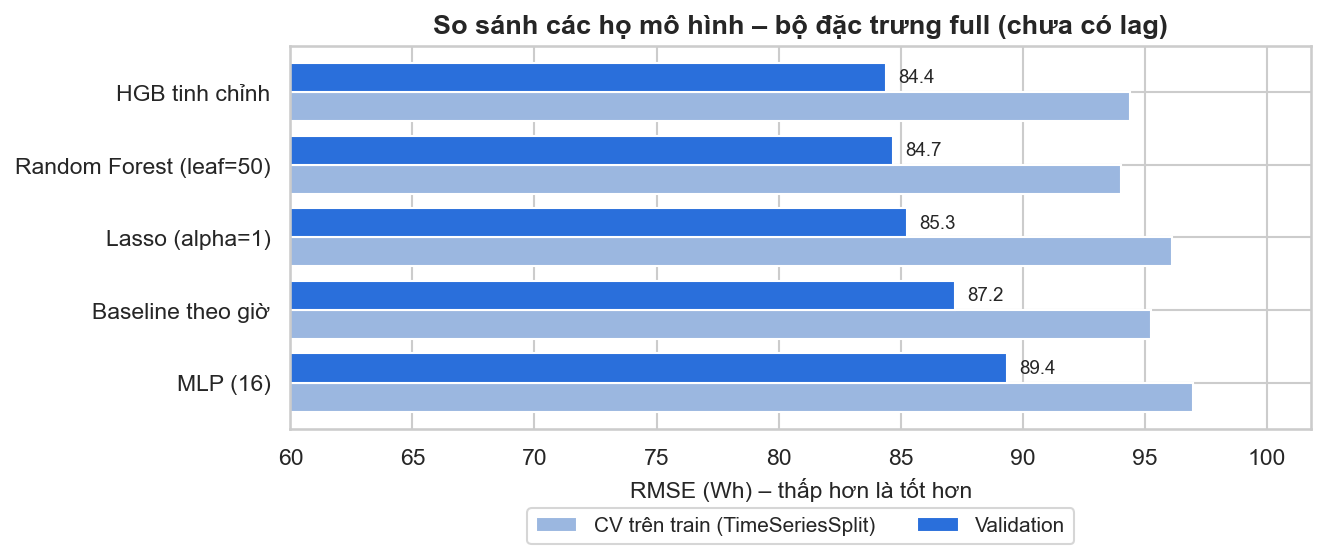 So sánh các họ mô hình – bộ đặc trưng full (chưa có lag)
HGB tinh chỉnh
84.4
Random Forest (leaf=50)
84.7
Lasso (alpha=1)
85.3
Baseline theo giờ
87.2
MLP (16)
89.4
60 65 70 75 80 85 90 95 100
RMSE (Wh) – thấp hơn là tốt hơn
CV trên train (TimeSeriesSplit) Validation